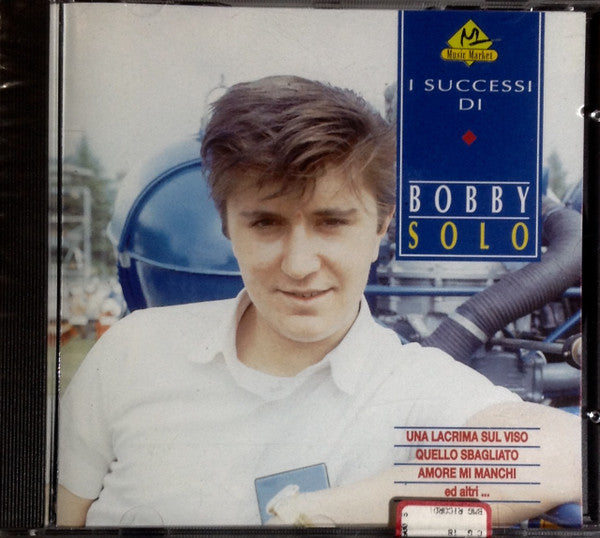 Music Market
I SUCCESSI
DI
BOBBY
SOLO
UNA LACRIMA SUL VISO
QUELLO SBAGLIATO
AMORE MI MANCHI
ed altri ...
BMG RICORDI